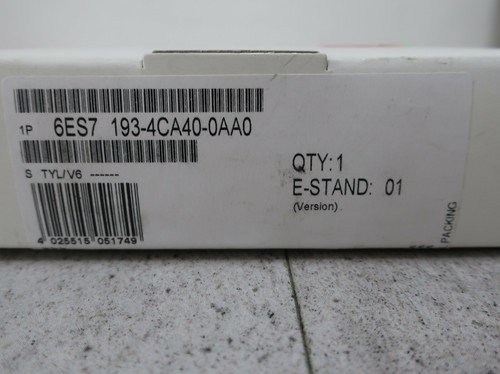 1P 6ES7 193-4CA40-0AA0
S TYL/V6 ------
QTY:1
E-STAND: 01
(Version)
4 025515 051749
PACKING